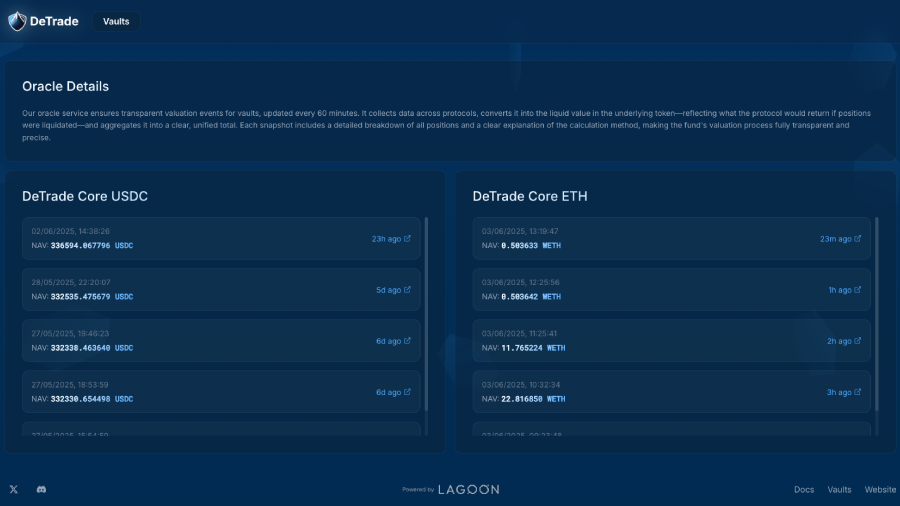 DeTrade
Vaults
Oracle Details
Our oracle service ensures transparent valuation events for vaults, updated every 60 minutes. It collects data across protocols, converts it into the liquid value in the underlying token—reflecting what the protocol would return if positions
were liquidated—and aggregates it into a clear, unified total. Each snapshot includes a detailed breakdown of all positions and a clear explanation of the calculation method, making the fund's valuation process fully transparent and
precise.
DeTrade Core USDC
02/06/2025, 14:38:26
NAV: 336594.067796 USDC
23h ago
28/05/2025, 22:20:07
NAV: 332535.475679 USDC
5d ago
27/05/2025, 19:46:23
NAV: 332338.463640 USDC
6d ago
27/05/2025, 18:53:59
NAV: 332330.654498 USDC
6d ago
DeTrade Core ETH
03/06/2025, 13:19:47
NAV: 0.503633 WETH
23m ago
03/06/2025, 12:25:56
NAV: 0.503642 WETH
1h ago
03/06/2025, 11:25:41
NAV: 11.765224 WETH
2h ago
03/06/2025, 10:32:34
NAV: 22.816850 WETH
3h ago
Powered by LAGOON
Docs
Vaults
Website